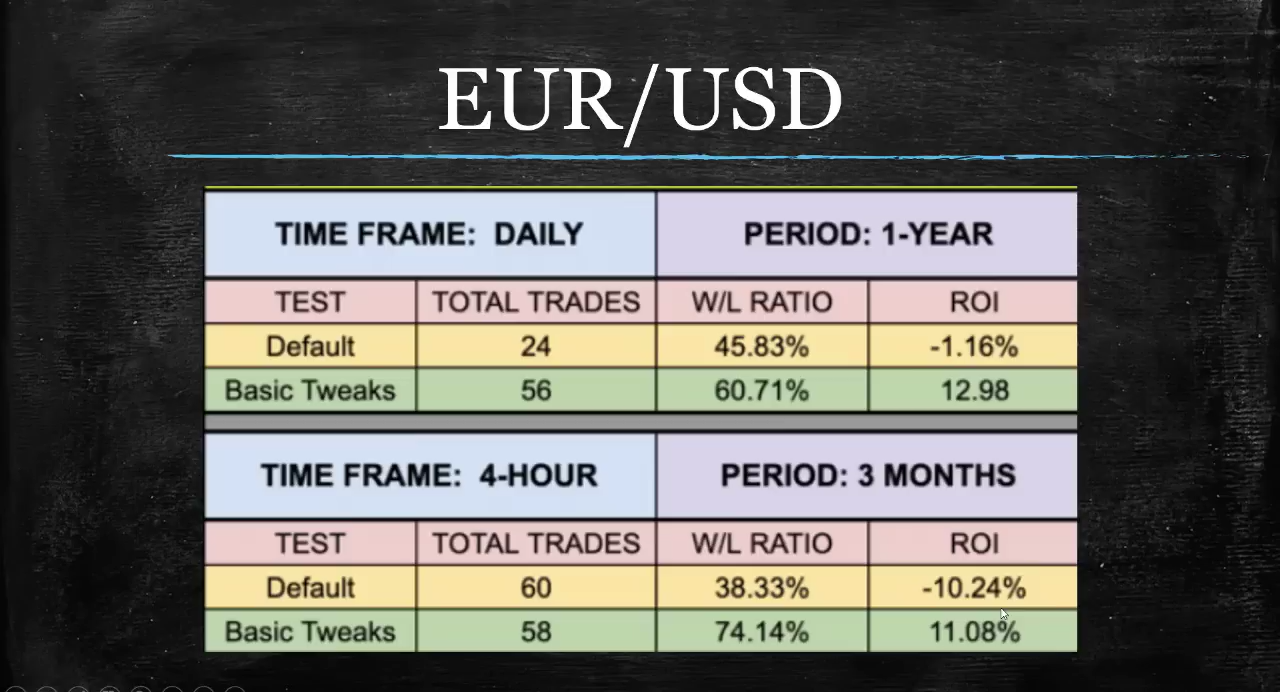 EUR/USD
TIME FRAME: DAILY PERIOD: 1-YEAR
TEST TOTAL TRADES W/L RATIO ROI
Default 24 45.83% -1.16%
Basic Tweaks 56 60.71% 12.98
TIME FRAME: 4-HOUR PERIOD: 3 MONTHS
TEST TOTAL TRADES W/L RATIO ROI
Default 60 38.33% -10.24%
Basic Tweaks 58 74.14% 11.08%